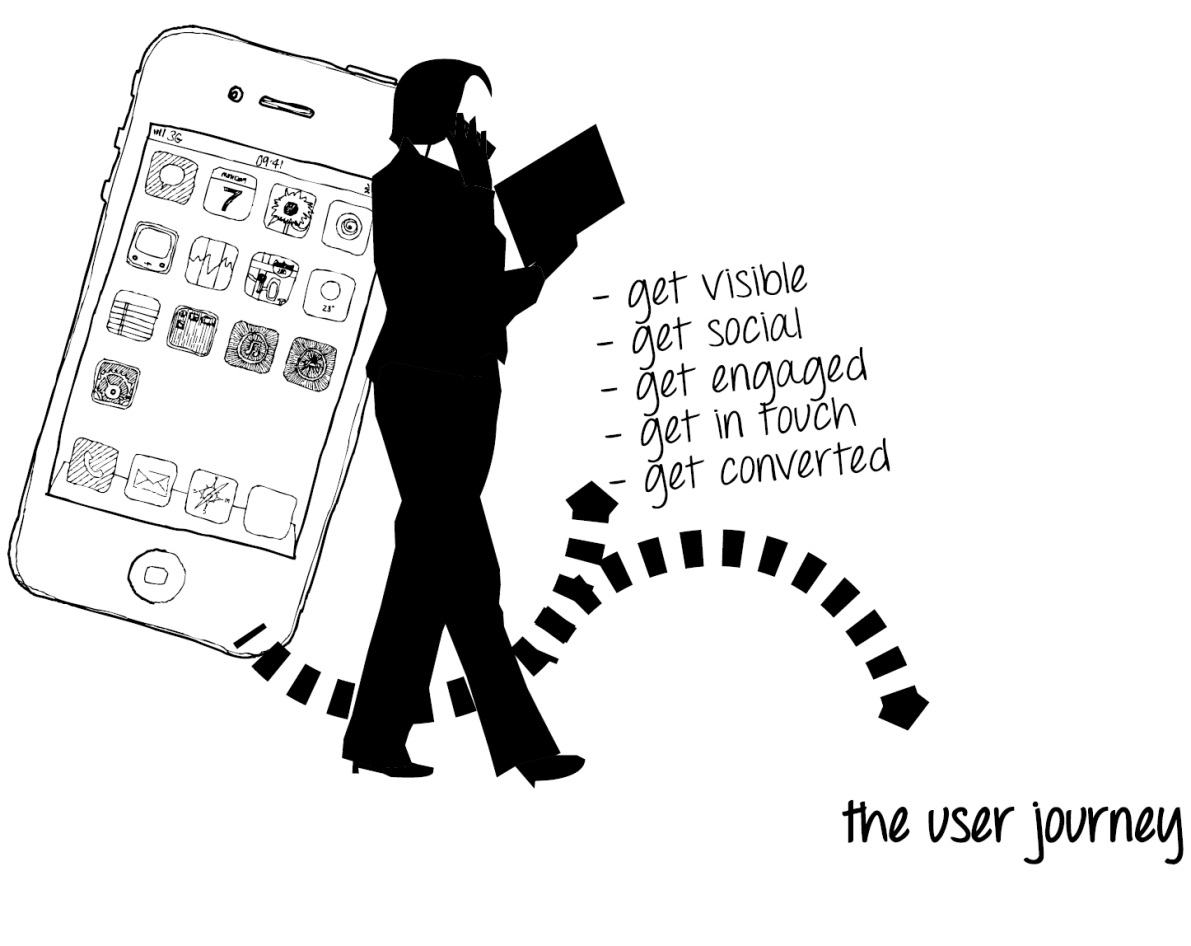 3G
09:41
7
23°
- get visible
- get social
- get engaged
- get in touch
- get converted
the user journey